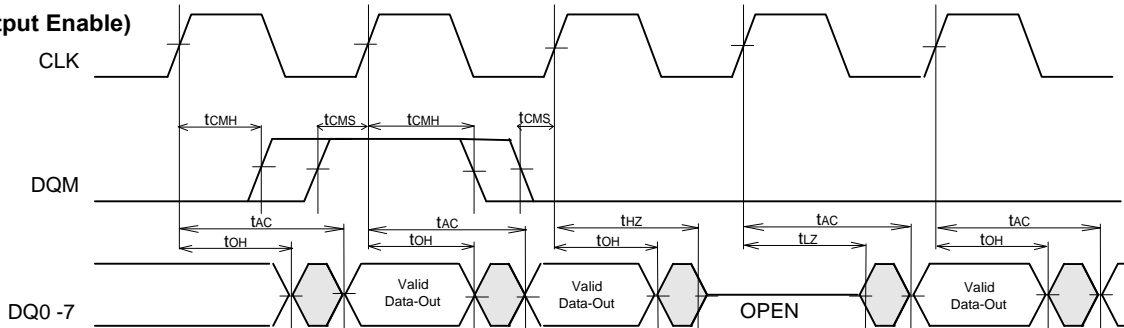 put Enable)
CLK
tCMH tCMS tCMH tCMS
DQM
tAC tAC tHZ tAC tAC
tOH tOH tOH tLZ tOH
Valid Data-Out
Valid Data-Out
Valid Data-Out
OPEN
DQ0 -7